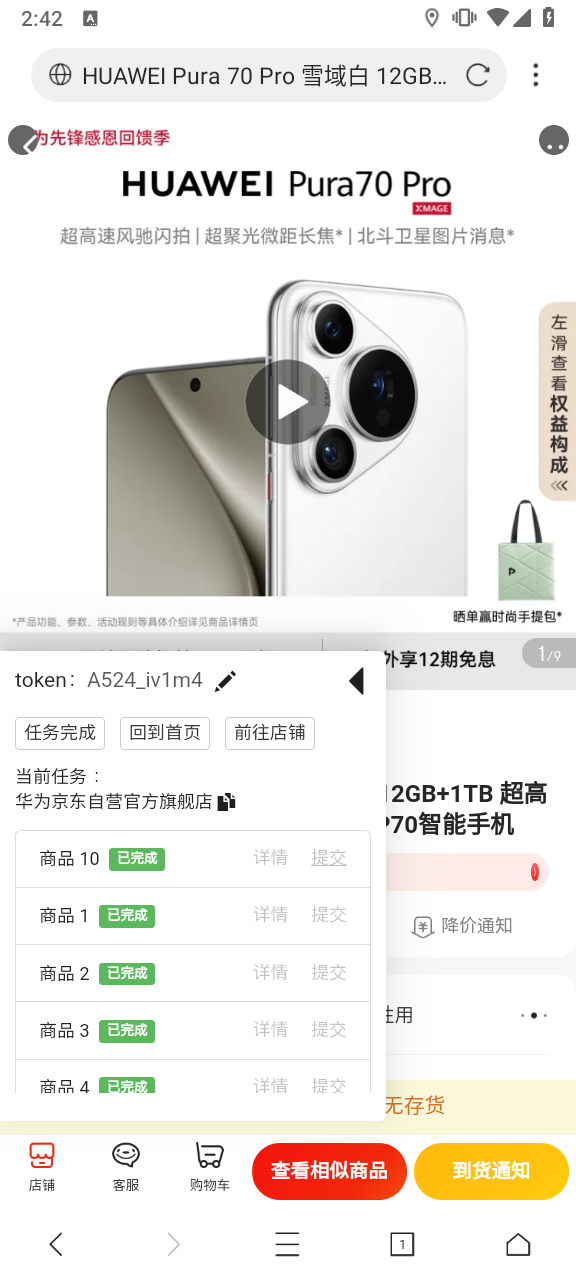 2:42
HUAWEI Pura 70 Pro 雪域白 12GB...
为先锋感恩回馈季
HUAWEI Pura70 Pro
XMAGE
超高速风驰闪拍 | 超聚光微距长焦* | 北斗卫星图片消息*
左滑查看权益构成
*产品功能、参数、活动规则等具体介绍详见商品详情页
晒单赢时尚手提包*
外享12期免息
1/9
token： A524_iv1m4
任务完成 回到首页 前往店铺
当前任务：
华为京东自营官方旗舰店
12GB+1TB 超高
P70智能手机
商品 10 已完成 详情 提交
商品 1 已完成 详情 提交
降价通知
商品 2 已完成 详情 提交
商品 3 已完成 详情 提交
性用
商品 4 已完成 详情 提交
无存货
店铺 客服 购物车 查看相似商品 到货通知
1